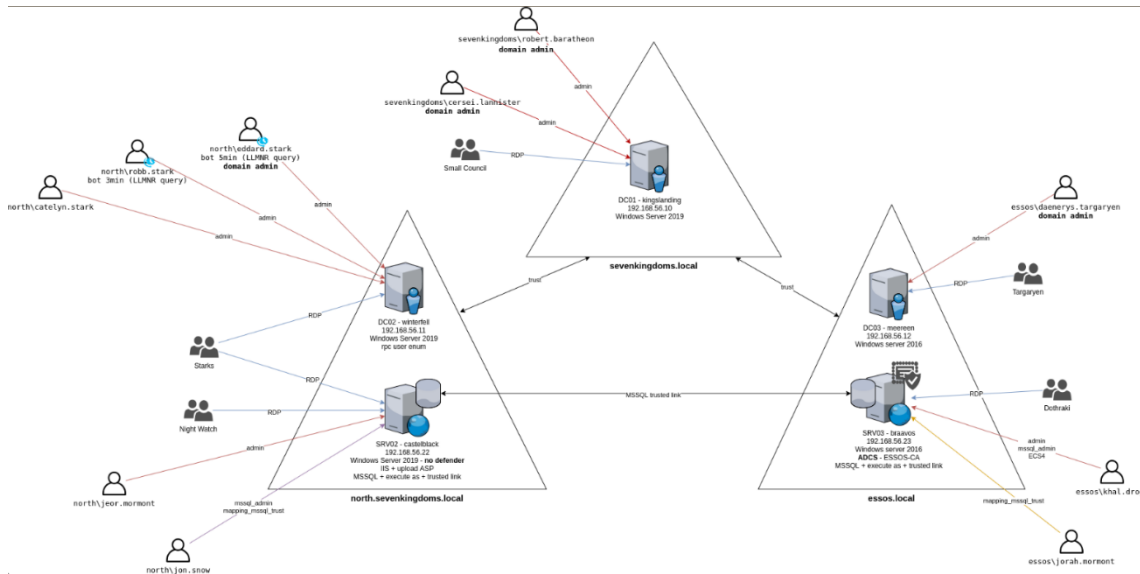 sevenkingdoms\robert.baratheon
domain admin
admin
sevenkingdoms\cersei.lannister
domain admin
admin
Small Council
RDP
DC01 - kingslanding
192.168.56.10
Windows Server 2019
sevenkingdoms.local
trust
trust
north\eddard.stark
bot 5min (LLMNR query)
domain admin
north\robb.stark
bot 3min (LLMNR query)
north\catelyn.stark
admin
admin
admin
DC02 - winterfell
192.168.56.11
Windows Server 2019
rpc user enum
RDP
Starks
RDP
Night Watch
RDP
admin
north\jeor.mormont
SRV02 - castelblack
192.168.56.22
Windows Server 2019 - no defender
IIS + upload ASP
MSSQL + execute as + trusted link
north.sevenkingdoms.local
mssql_admin
mapping_mssql_trust
north\jon.snow
MSSQL trusted link
essos\daenerys.targaryen
domain admin
admin
RDP
Targaryen
DC03 - meereen
192.168.56.12
Windows server 2016
RDP
Dothraki
SRV03 - braavos
192.168.56.23
Windows server 2016
ADCS - ESSOS-CA
MSSQL + execute as + trusted link
essos.local
admin
mssql_admin
ECS4
essos\khal.dro
mapping_mssql_trust
essos\jorah.mormont